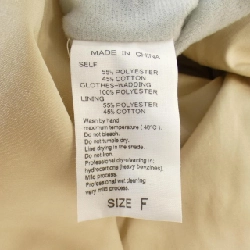 MADE IN CHINA
SELF
55% POLYESTER
45% COTTON
CLOTHES-WADDING
100% POLYESTER
LINING
55% POLYESTER
45% COTTON
Wash by hand
maximum temperature ( 40°C ).
Do not bleach.
Do not tumble dry.
Line drying in the shade.
Do not iron
Professional dry cleaning in:
hydrocarbons (heavy benzines)
Mild process.
Professional wet cleaning
very mild process.
SIZE F